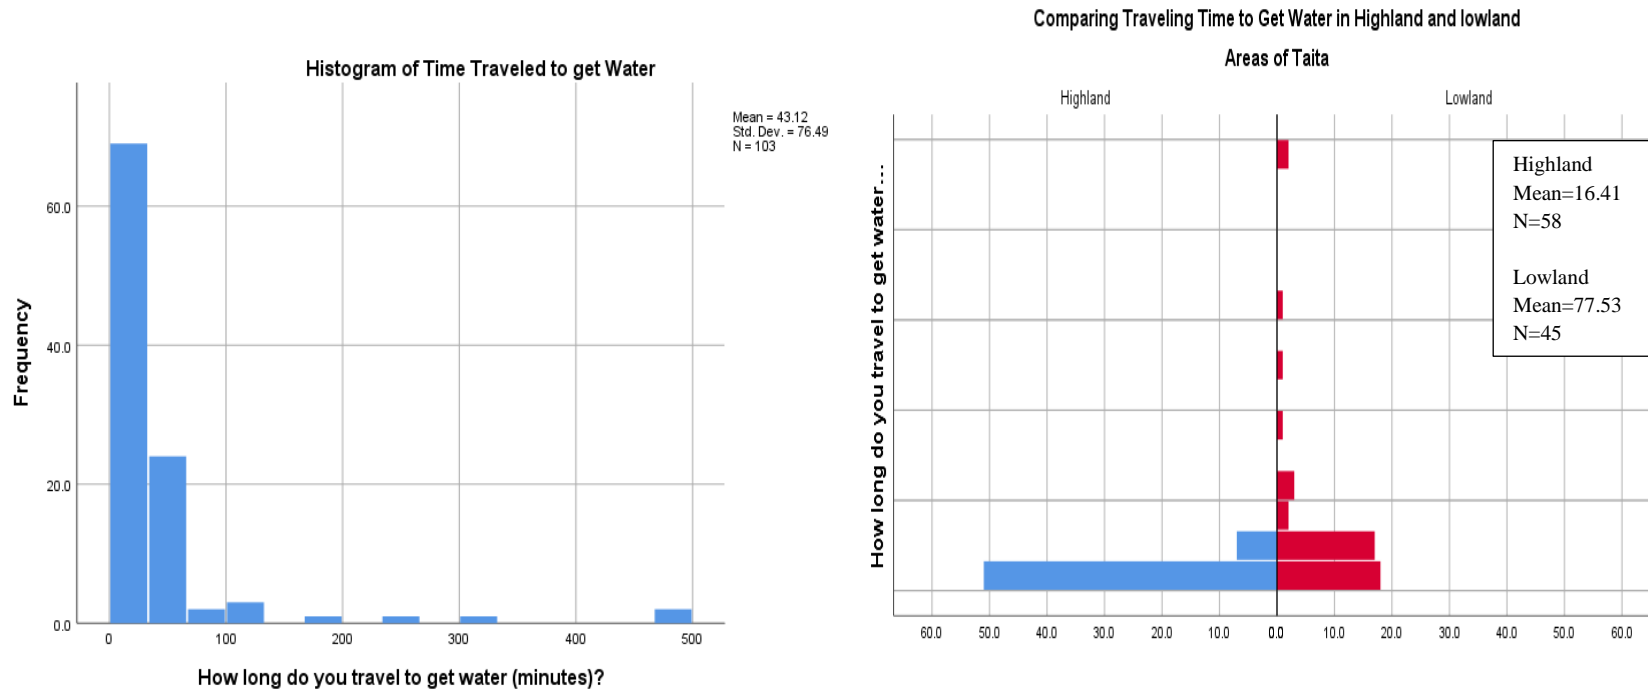 Histogram of Time Traveled to get Water
Mean = 43.12
Std. Dev. = 76.49
N = 103
Frequency
60.0
40.0
20.0
0.0
0 100 200 300 400 500
How long do you travel to get water (minutes)?
Comparing Traveling Time to Get Water in Highland and lowland
Areas of Taita
Highland Lowland
How long do you travel to get water...
Highland
Mean=16.41
N=58
Lowland
Mean=77.53
N=45
60.0 50.0 40.0 30.0 20.0 10.0 0.0 10.0 20.0 30.0 40.0 50.0 60.0